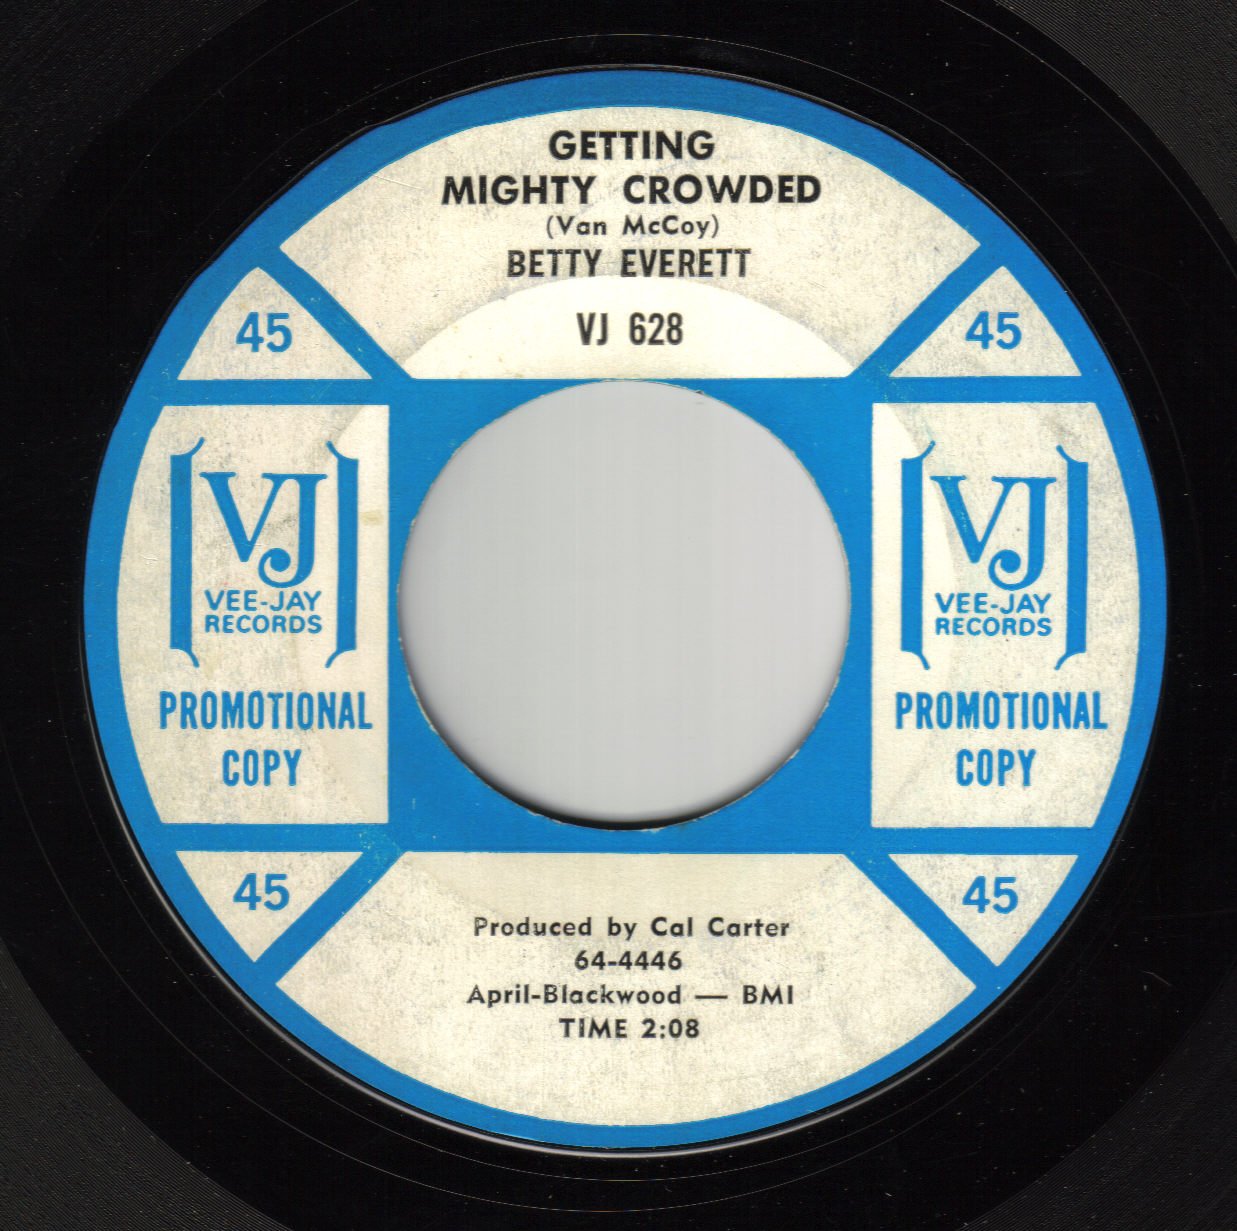 GETTING
MIGHTY CROWDED
(Van McCoy)
BETTY EVERETT
VJ 628
45
45
VJ
VEE-JAY
RECORDS
PROMOTIONAL
COPY
VJ
VEE-JAY
RECORDS
PROMOTIONAL
COPY
45
45
Produced by Cal Carter
64-4446
April-Blackwood — BMI
TIME 2:08